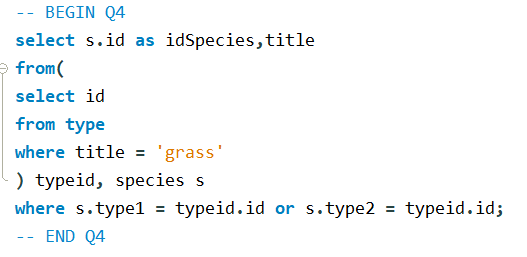 -- BEGIN Q4
select s.id as idSpecies,title
from(
select id
from type
where title = 'grass'
) typeid, species s
where s.type1 = typeid.id or s.type2 = typeid.id;
-- END Q4